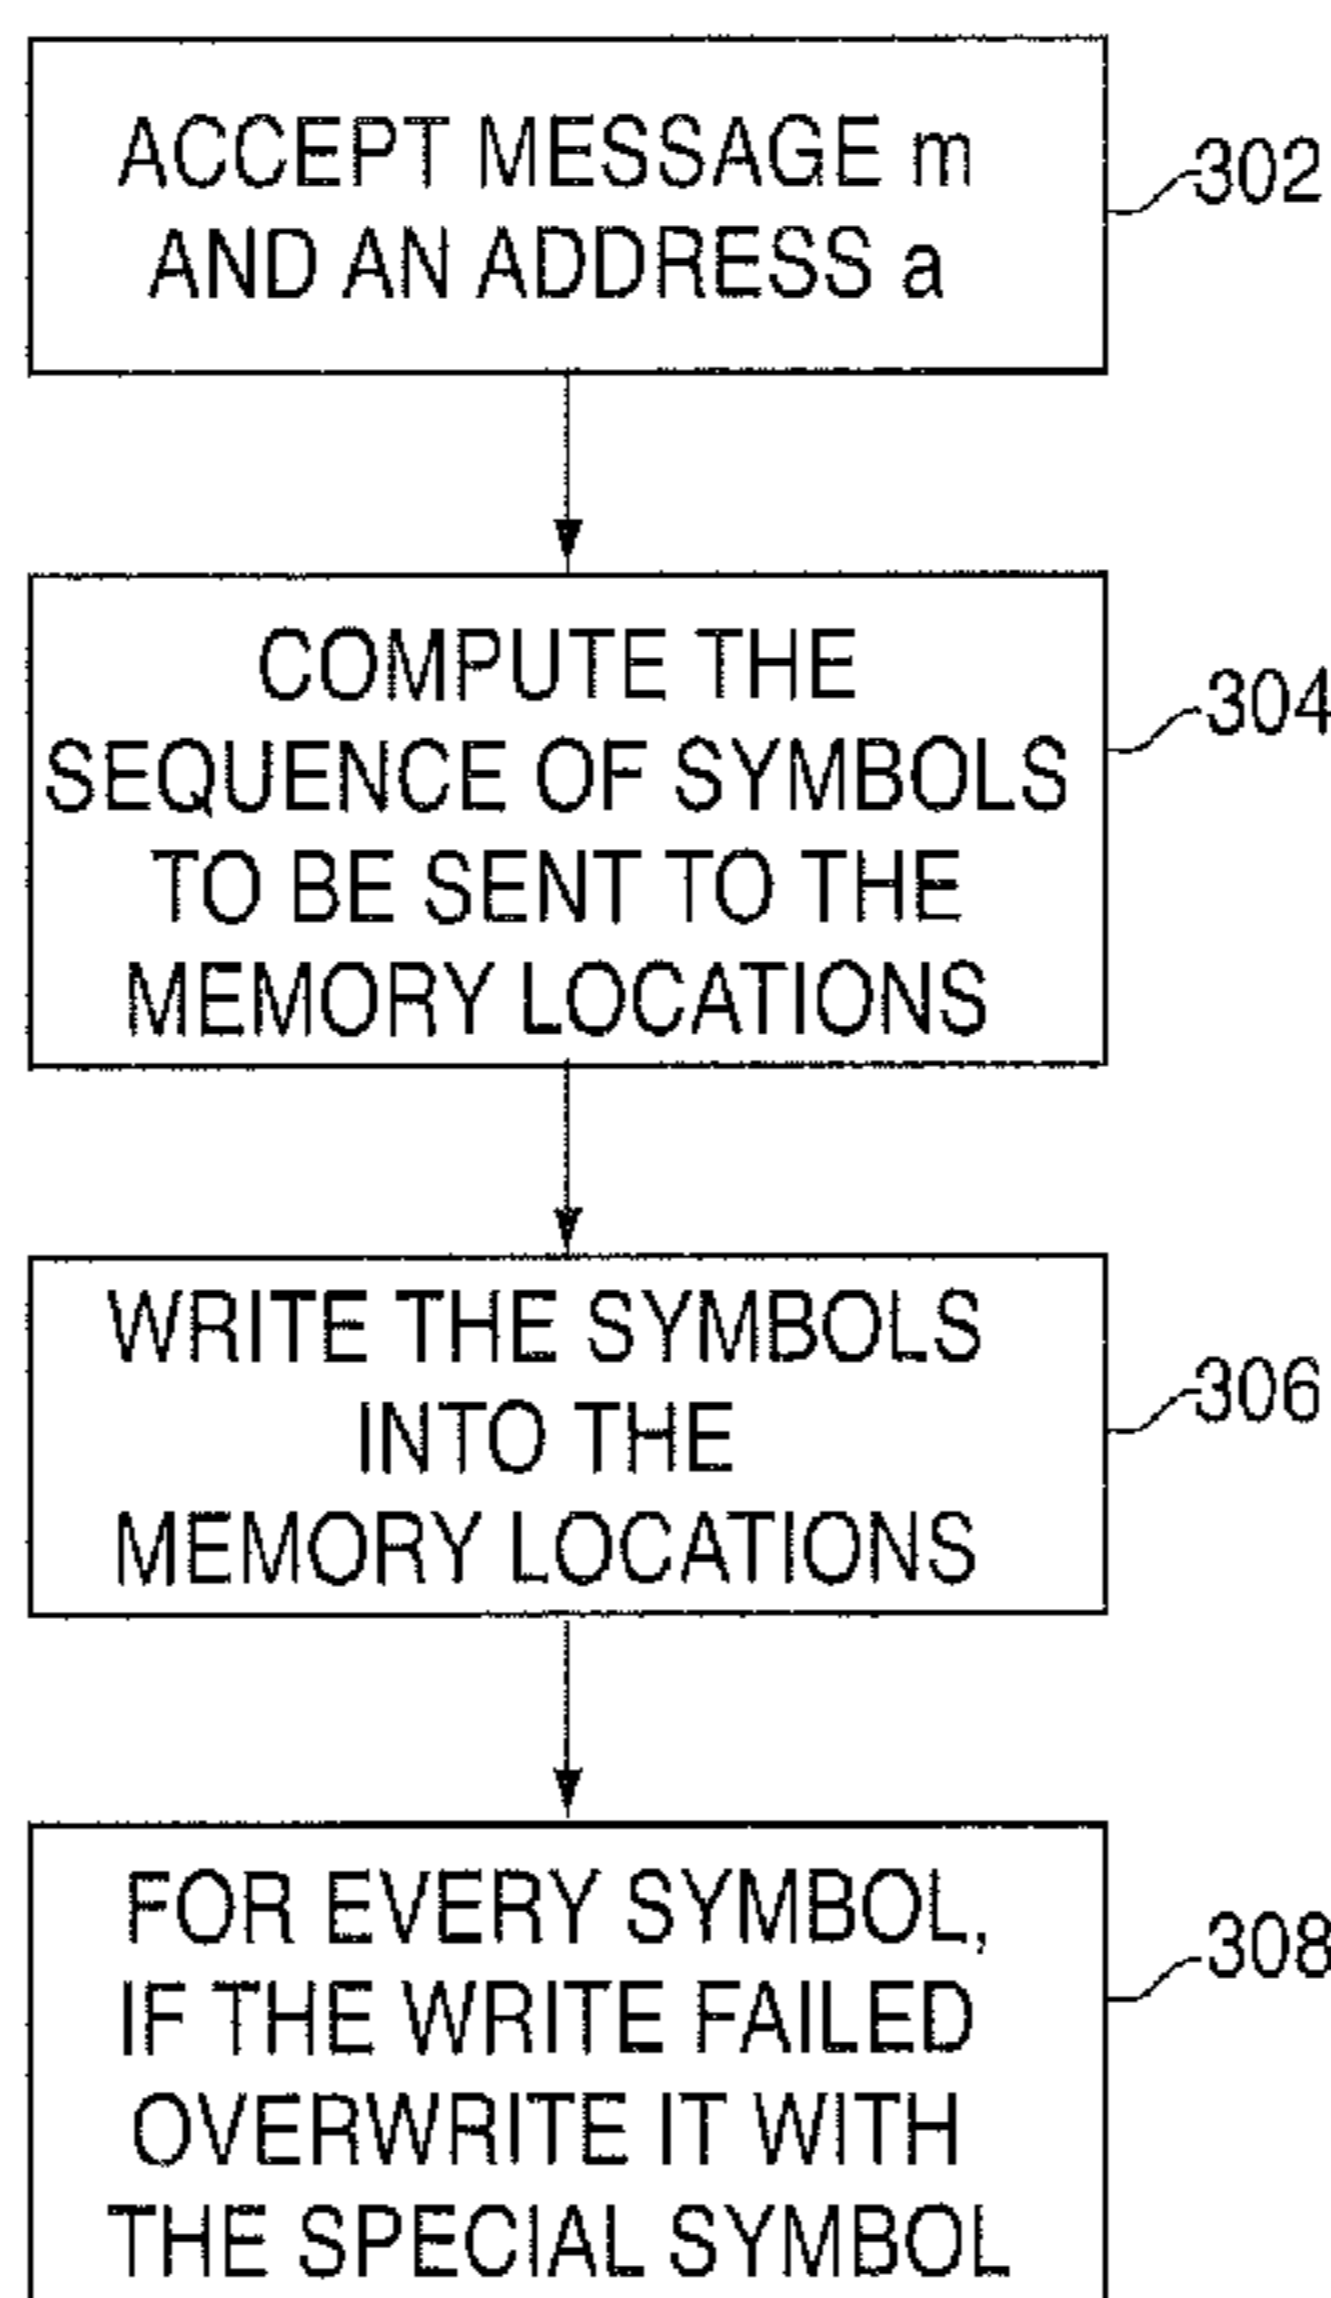 ACCEPT MESSAGE m
AND AN ADDRESS a
302
COMPUTE THE
SEQUENCE OF SYMBOLS
TO BE SENT TO THE
MEMORY LOCATIONS
304
WRITE THE SYMBOLS
INTO THE
MEMORY LOCATIONS
306
FOR EVERY SYMBOL,
IF THE WRITE FAILED
OVERWRITE IT WITH
THE SPECIAL SYMBOL
308